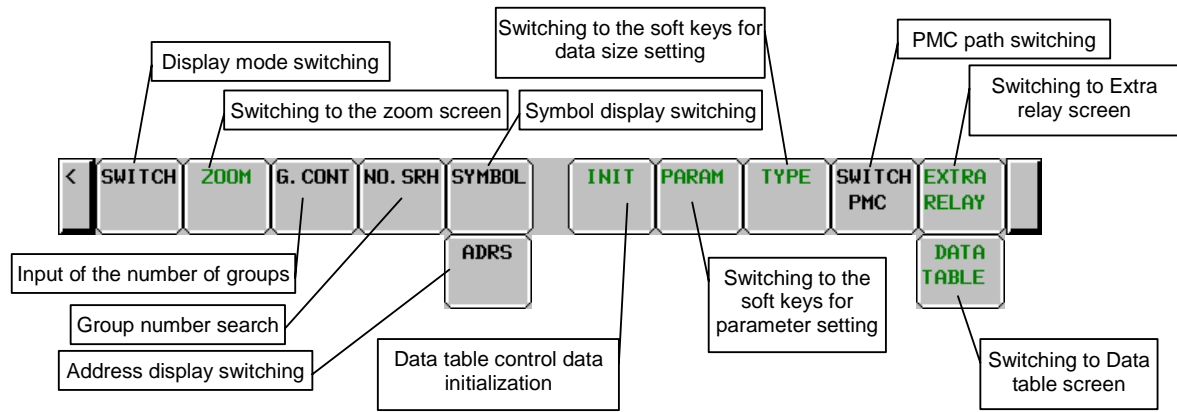 Switching to the soft keys for
data size setting
PMC path switching
Display mode switching
Switching to Extra
relay screen
Switching to the zoom screen
Symbol display switching
<
SWITCH
ZOOM
G.CONT
NO.SRH
SYMBOL
INIT
PARAM
TYPE
SWITCH
PMC
EXTRA
RELAY
ADRS
DATA
TABLE
Input of the number of groups
Switching to the
soft keys for
parameter setting
Group number search
Address display switching
Data table control data
initialization
Switching to Data
table screen